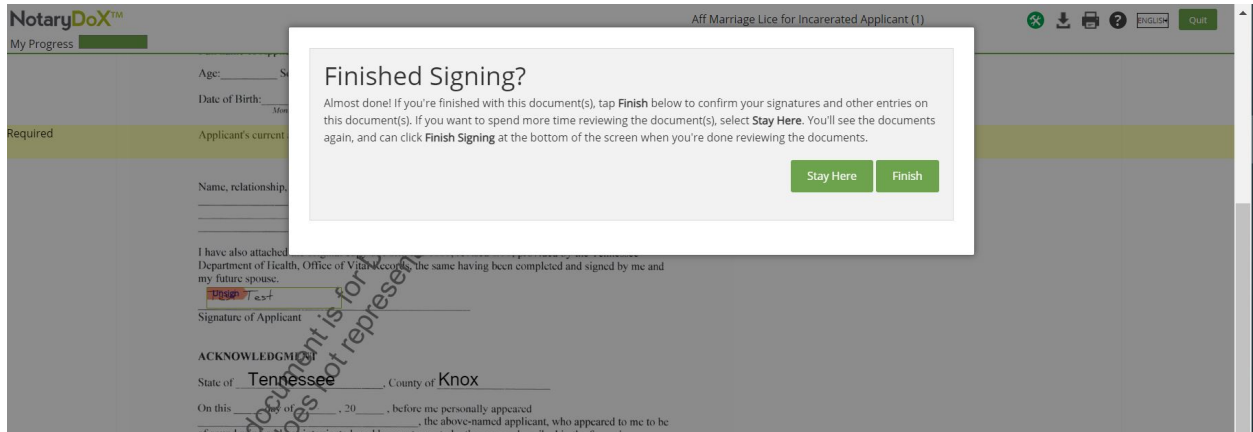 NotaryDoX™
Aff Marriage Lice for Incarerated Applicant (1)
ENGLISH
Quit
My Progress
Age:
Date of Birth:
Required
Applicant's current
Name, relationship,
Finished Signing?
Almost done! If you're finished with this document(s), tap Finish below to confirm your signatures and other entries on
this document(s). If you want to spend more time reviewing the document(s), select Stay Here. You'll see the documents
again, and can click Finish Signing at the bottom of the screen when you're done reviewing the documents.
Stay Here
Finish
I have also attached
Department of Health, Office of Vital Records, the same having been completed and signed by me and
my future spouse.
Test
Signature of Applicant
ACKNOWLEDGMENT
State of Tennessee, County of Knox
On this day of , 20 , before me personally appeared
, the above-named applicant, who appeared to me to be
document is for
does not represen